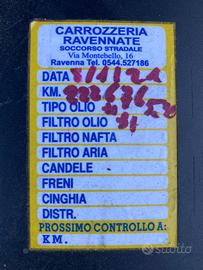 CARROZZERIA
RAVENNATE
SOCCORSO STRADALE
Via Montebello, 16
Ravenna Tel. 0544.527186
DATA
KM.
TIPO OLIO
FILTRO OLIO
FILTRO NAFTA
FILTRO ARIA
CANDELE
FRENI
CINGHIA
DISTR.
PROSSIMO CONTROLLO A:
KM.
subito